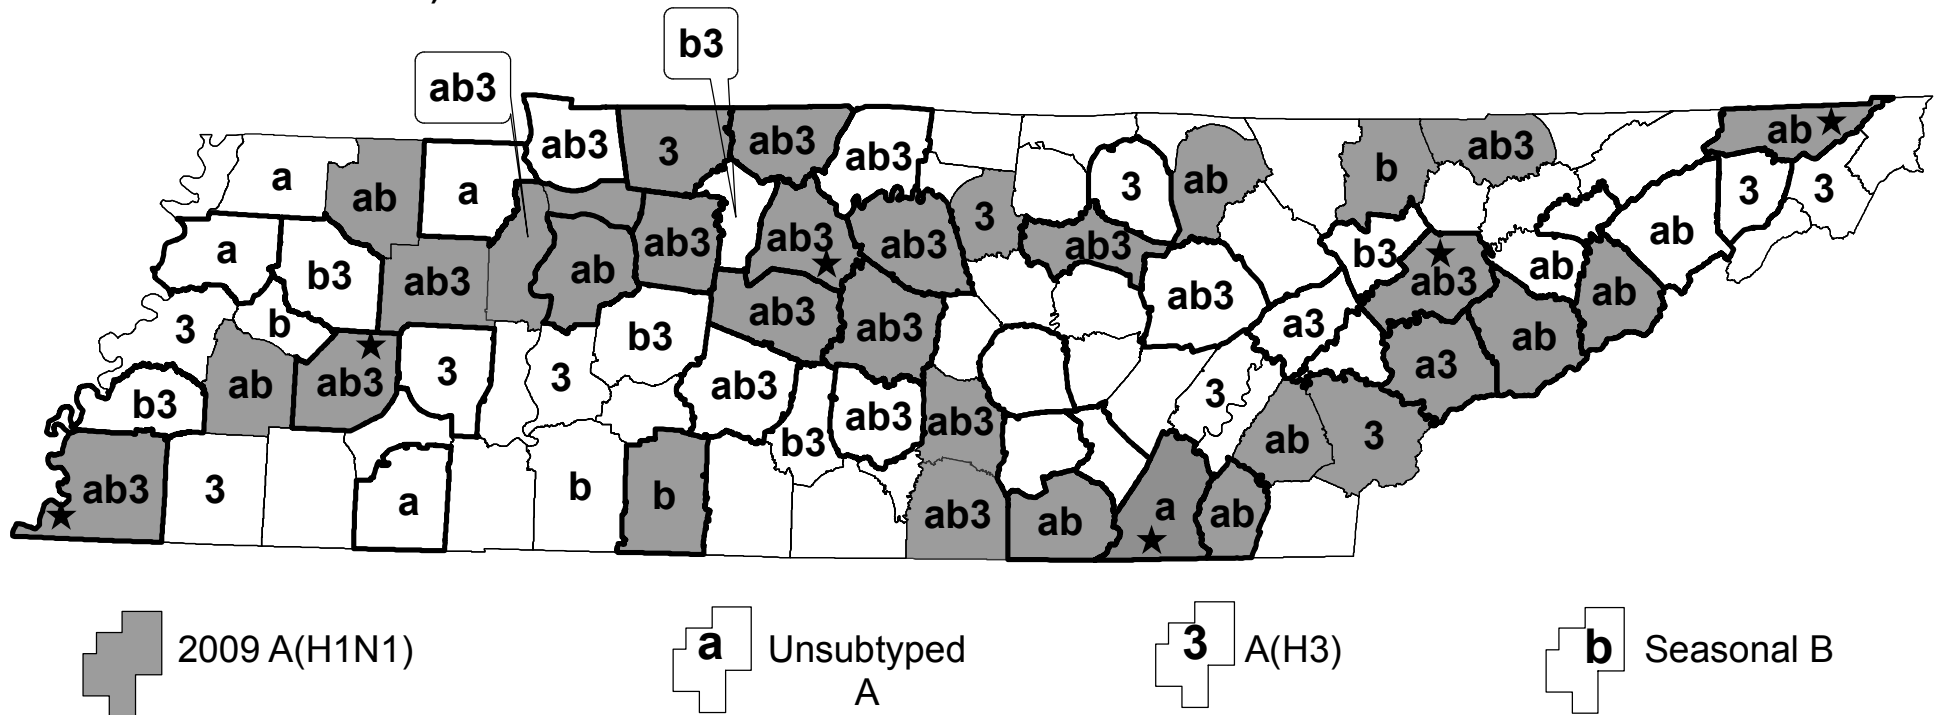 b3
ab3
ab3 3 ab3 ab3
a ab a 3 ab b ab3 ab
3 3 3
a b3 ab3 ab ab3 ab3 ab3 ab3 b3 ab3 ab ab ab
3 b b3 ab3 ab3 ab3 a3
b3 ab ab3 3 3 ab3 ab3 3 a3 ab
b3 ab3 ab 3
ab3 3 a b b ab3 ab a ab
2009 A(H1N1)
a Unsubtyped
A
3 A(H3)
b Seasonal B